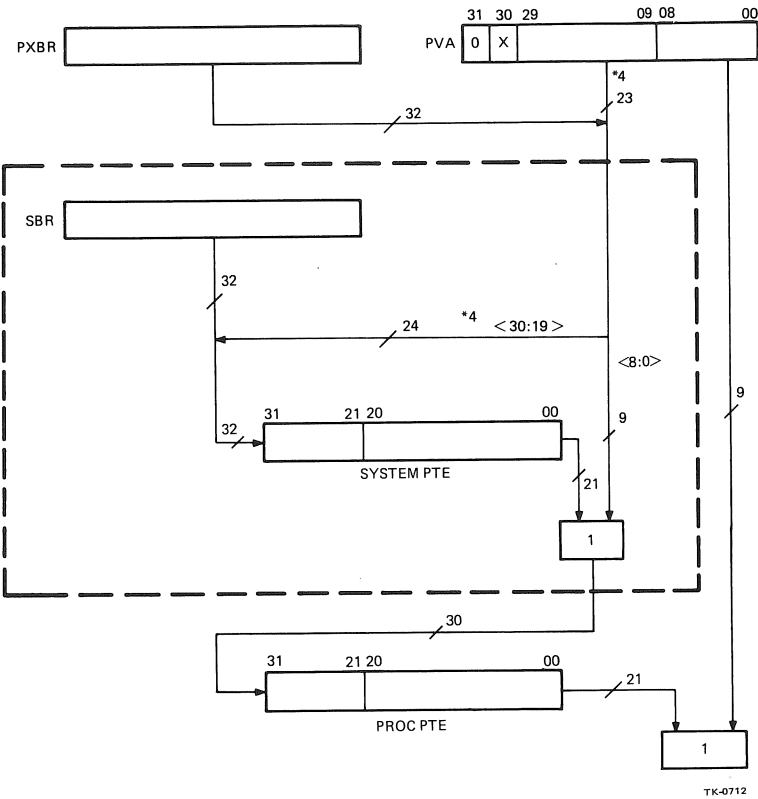 31 30 29 09 08 00
PXBR
PVA 0 X
*4
23
32
SBR
32
*4
24 <30:19>
<8:0>
9
31 21 20 00
32
9
SYSTEM PTE
21
1
30
31 21 20 00
21
PROC PTE
1
TK-0712